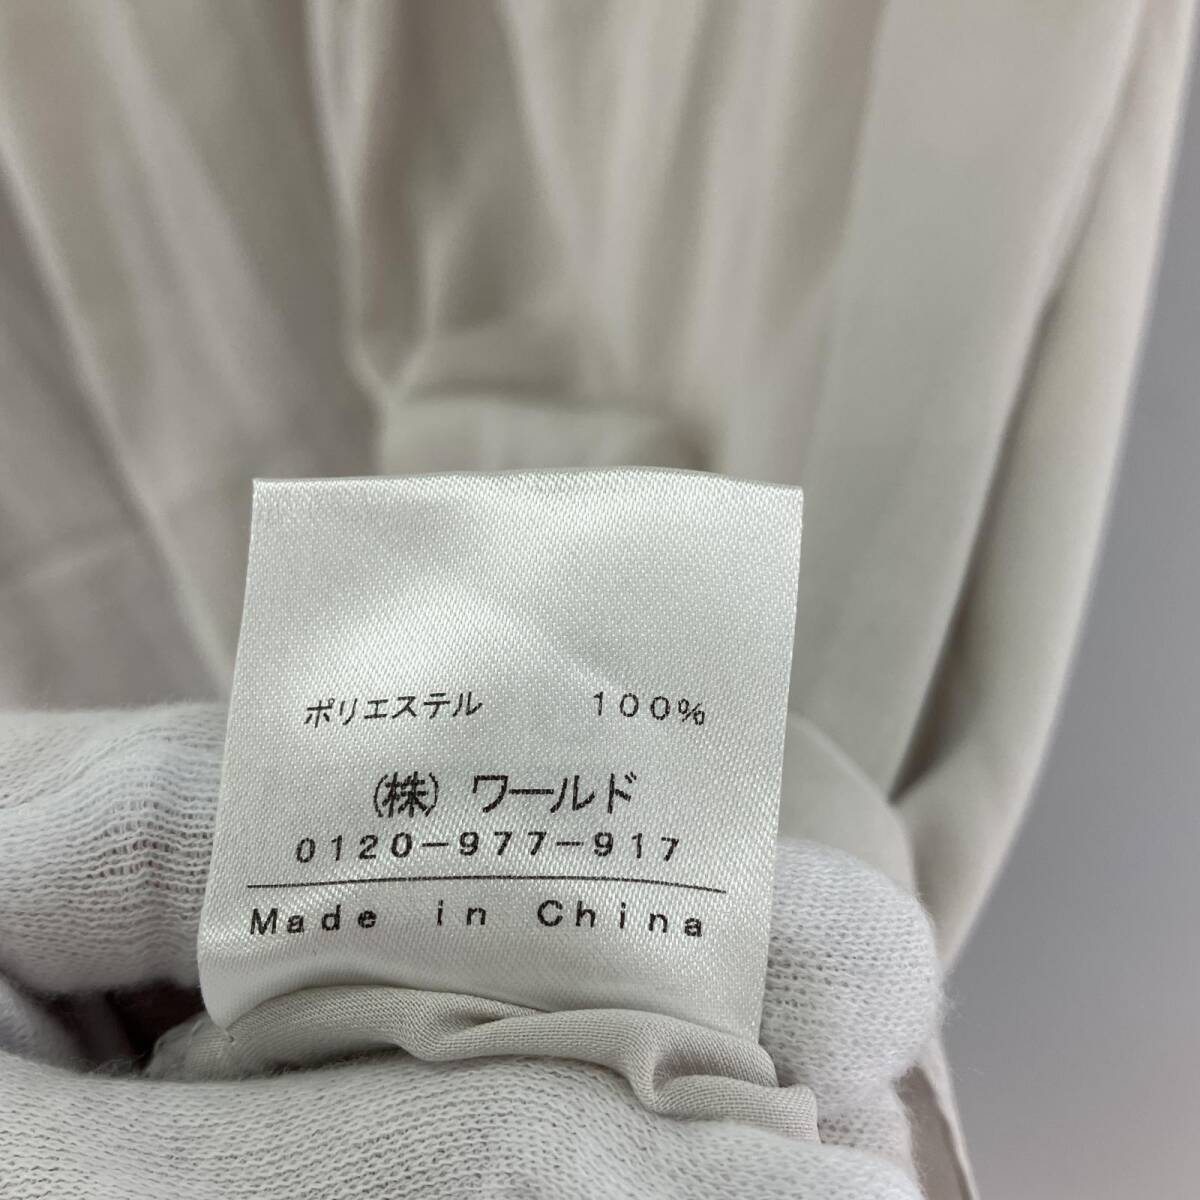 ポリエステル 100%
(株) ワールド
0120-977-917
Made in China